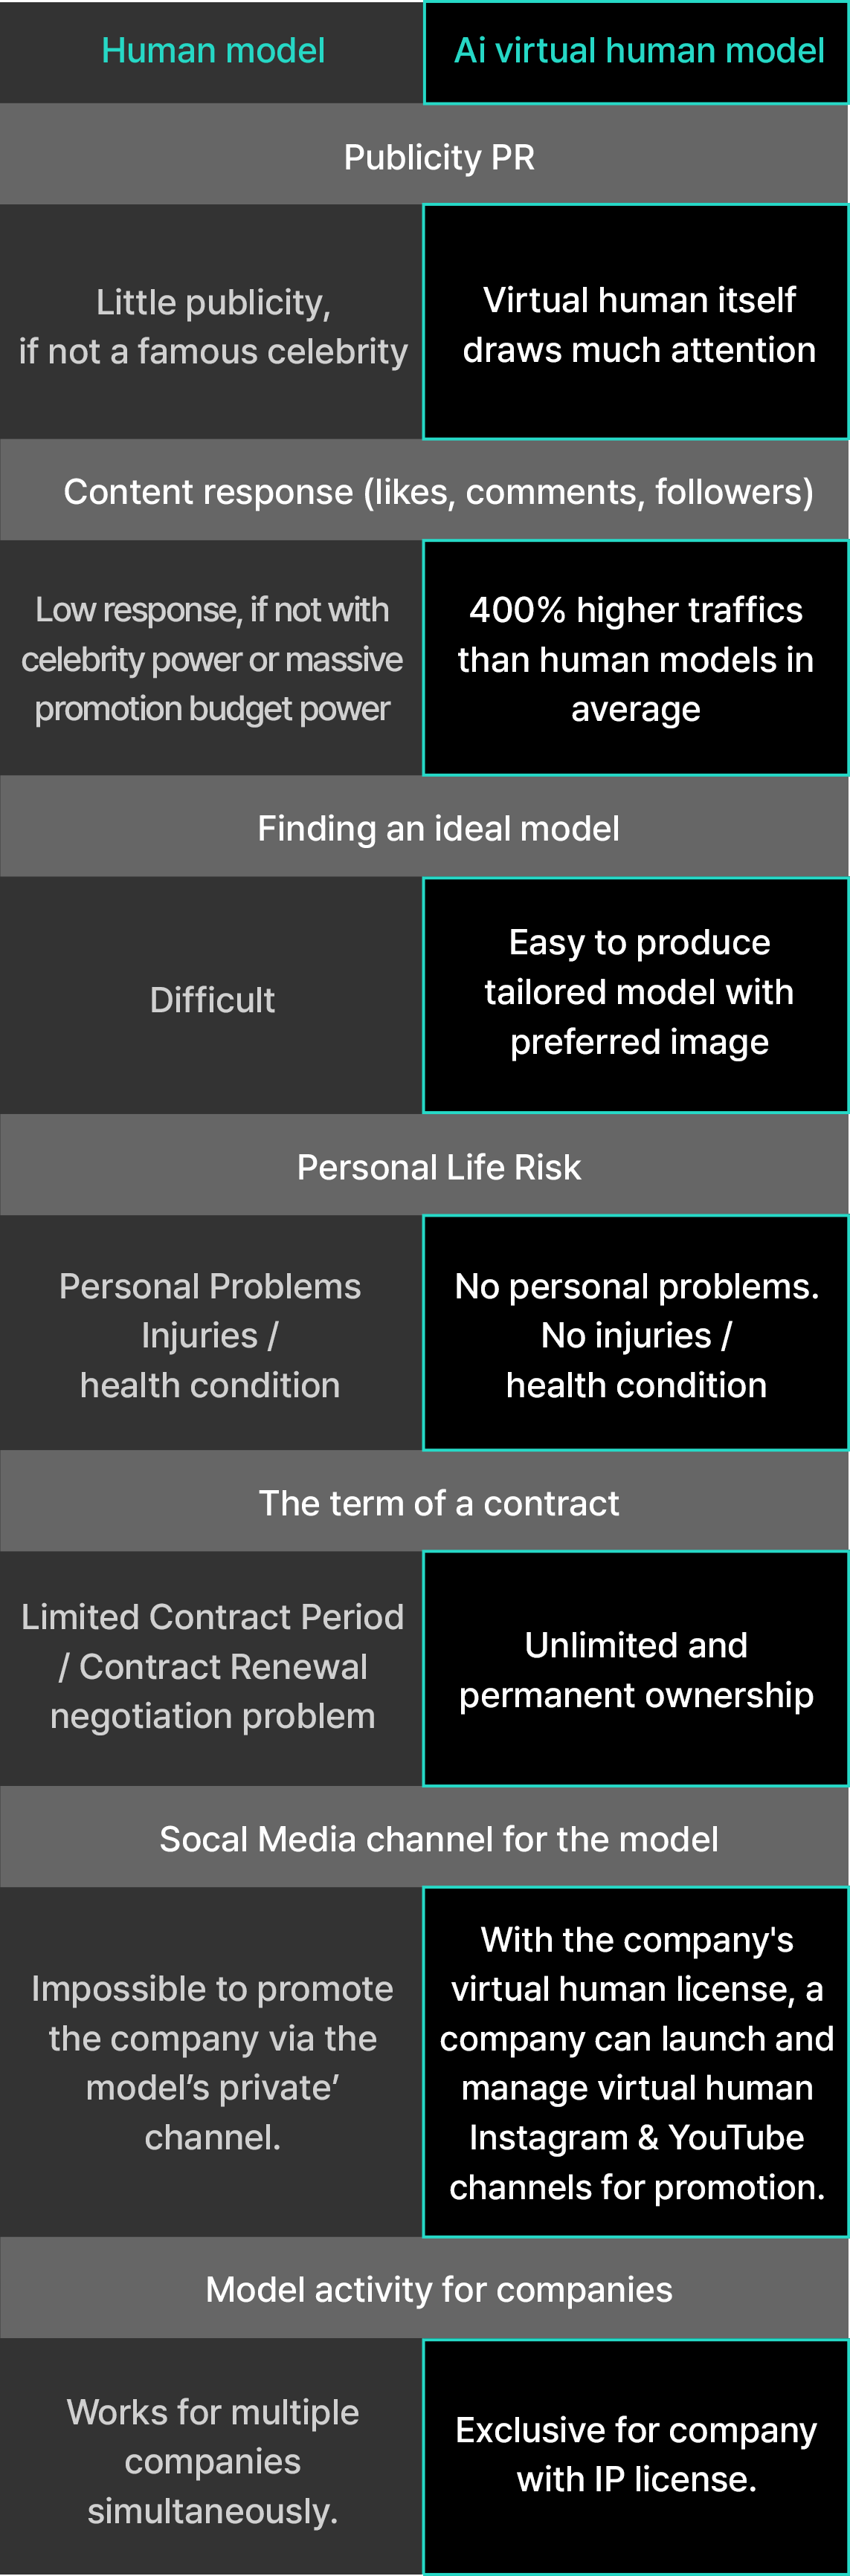 Human model
Ai virtual human model
Publicity PR
Little publicity,
if not a famous celebrity
Virtual human itself
draws much attention
Content response (likes, comments, followers)
Low response, if not with
celebrity power or massive
promotion budget power
400% higher traffics
than human models in
average
Finding an ideal model
Difficult
Easy to produce
tailored model with
preferred image
Personal Life Risk
Personal Problems
Injuries /
health condition
No personal problems.
No injuries /
health condition
The term of a contract
Limited Contract Period
/ Contract Renewal
negotiation problem
Unlimited and
permanent ownership
Socal Media channel for the model
Impossible to promote
the company via the
model’s private’
channel.
With the company's
virtual human license, a
company can launch and
manage virtual human
Instagram & YouTube
channels for promotion.
Model activity for companies
Works for multiple
companies
simultaneously.
Exclusive for company
with IP license.